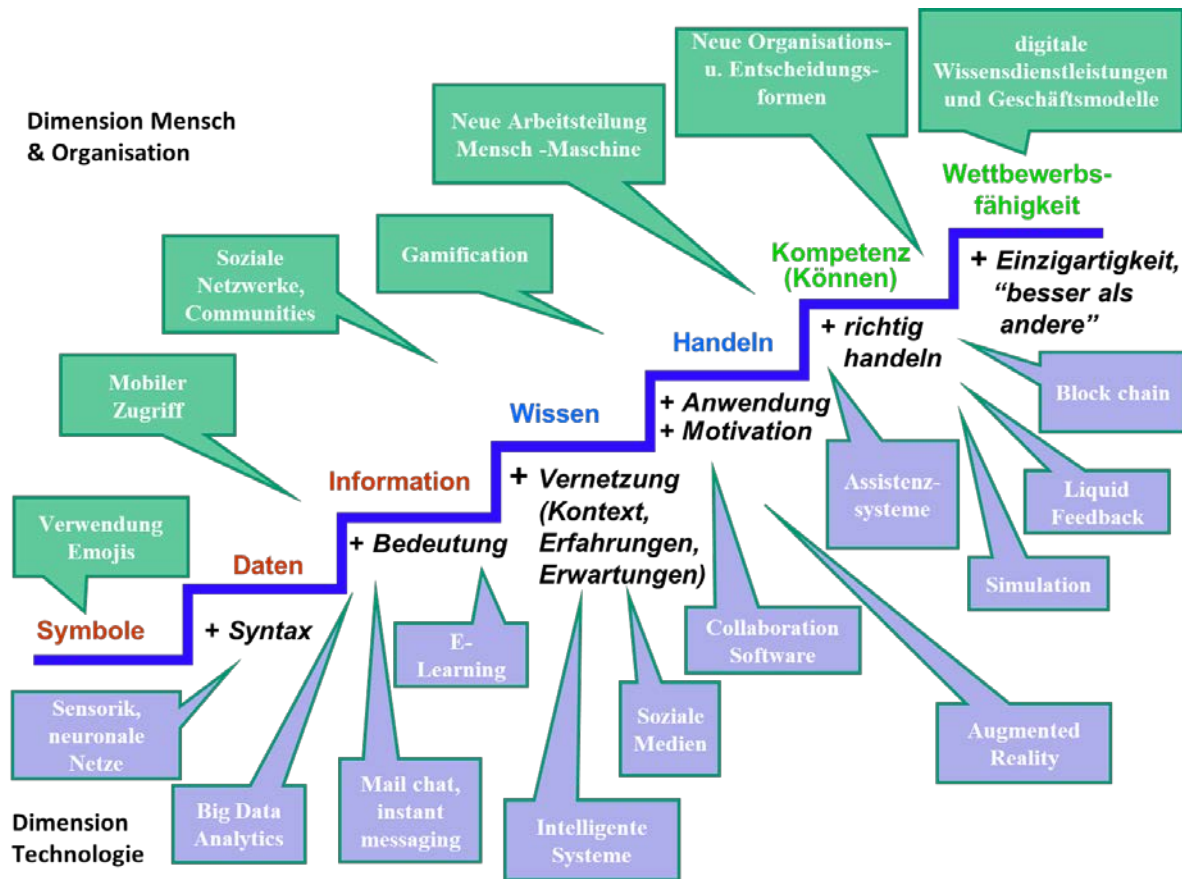 Neue Organisations-
u. Entscheidungs-
formen
digitale
Wissensdienstleistungen
und Geschäftsmodelle
Dimension Mensch
& Organisation
Neue Arbeitsteilung
Mensch -Maschine
Wettbewerbs-
fähigkeit
Soziale
Netzwerke,
Communities
Gamification
Kompetenz
(Können)
+ Einzigartigkeit,
“besser als
andere”
Mobiler
Zugriff
Handeln
+ richtig
handeln
Block chain
Wissen
+ Anwendung
+ Motivation
Information
+ Vernetzung
(Kontext,
Erfahrungen,
Erwartungen)
Assistenz-
systeme
Liquid
Feedback
Verwendung
Emojis
Daten
+ Bedeutung
Simulation
Symbole
+ Syntax
E-
Learning
Collaboration
Software
Sensorik,
neuronale
Netze
Soziale
Medien
Augmented
Reality
Big Data
Analytics
Mail chat,
instant
messaging
Intelligente
Systeme
Dimension
Technologie